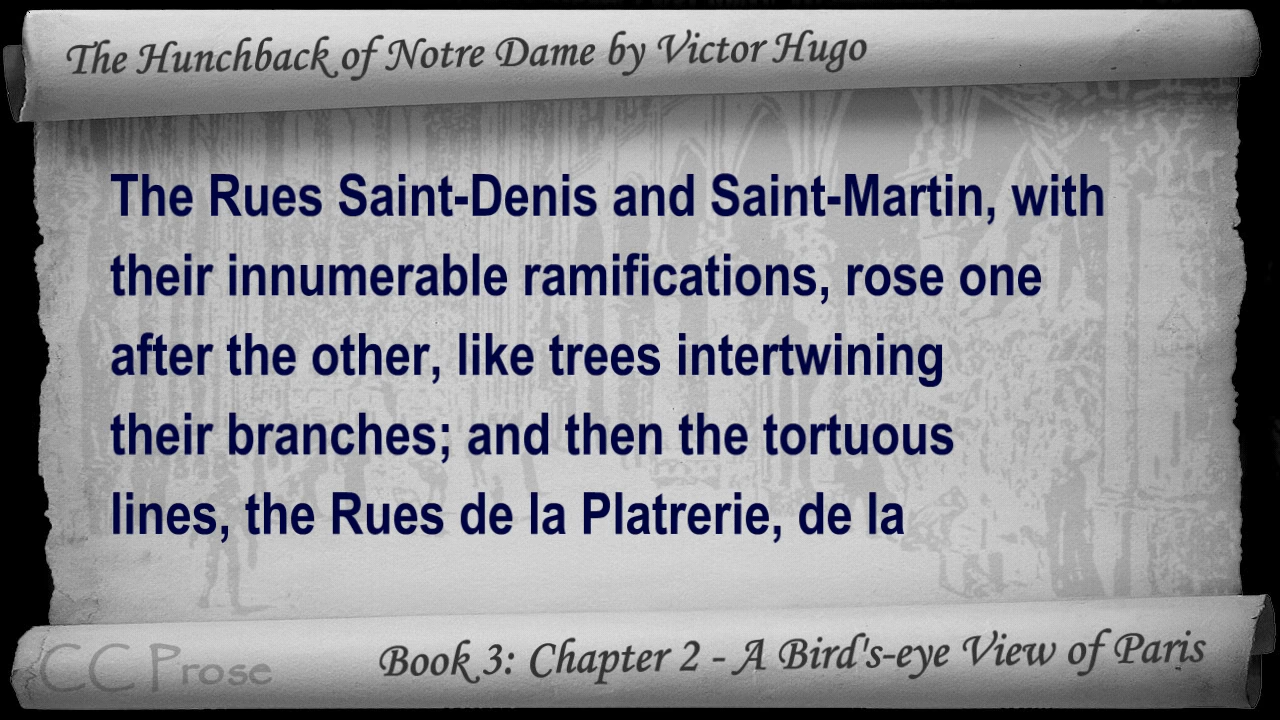 The Hunchback of Notre Dame by Victor Hugo
The Rues Saint-Denis and Saint-Martin, with
their innumerable ramifications, rose one
after the other, like trees intertwining
their branches; and then the tortuous
lines, the Rues de la Platrerie, de la
CC Prose
Book 3: Chapter 2 - A Bird's-eye View of Paris